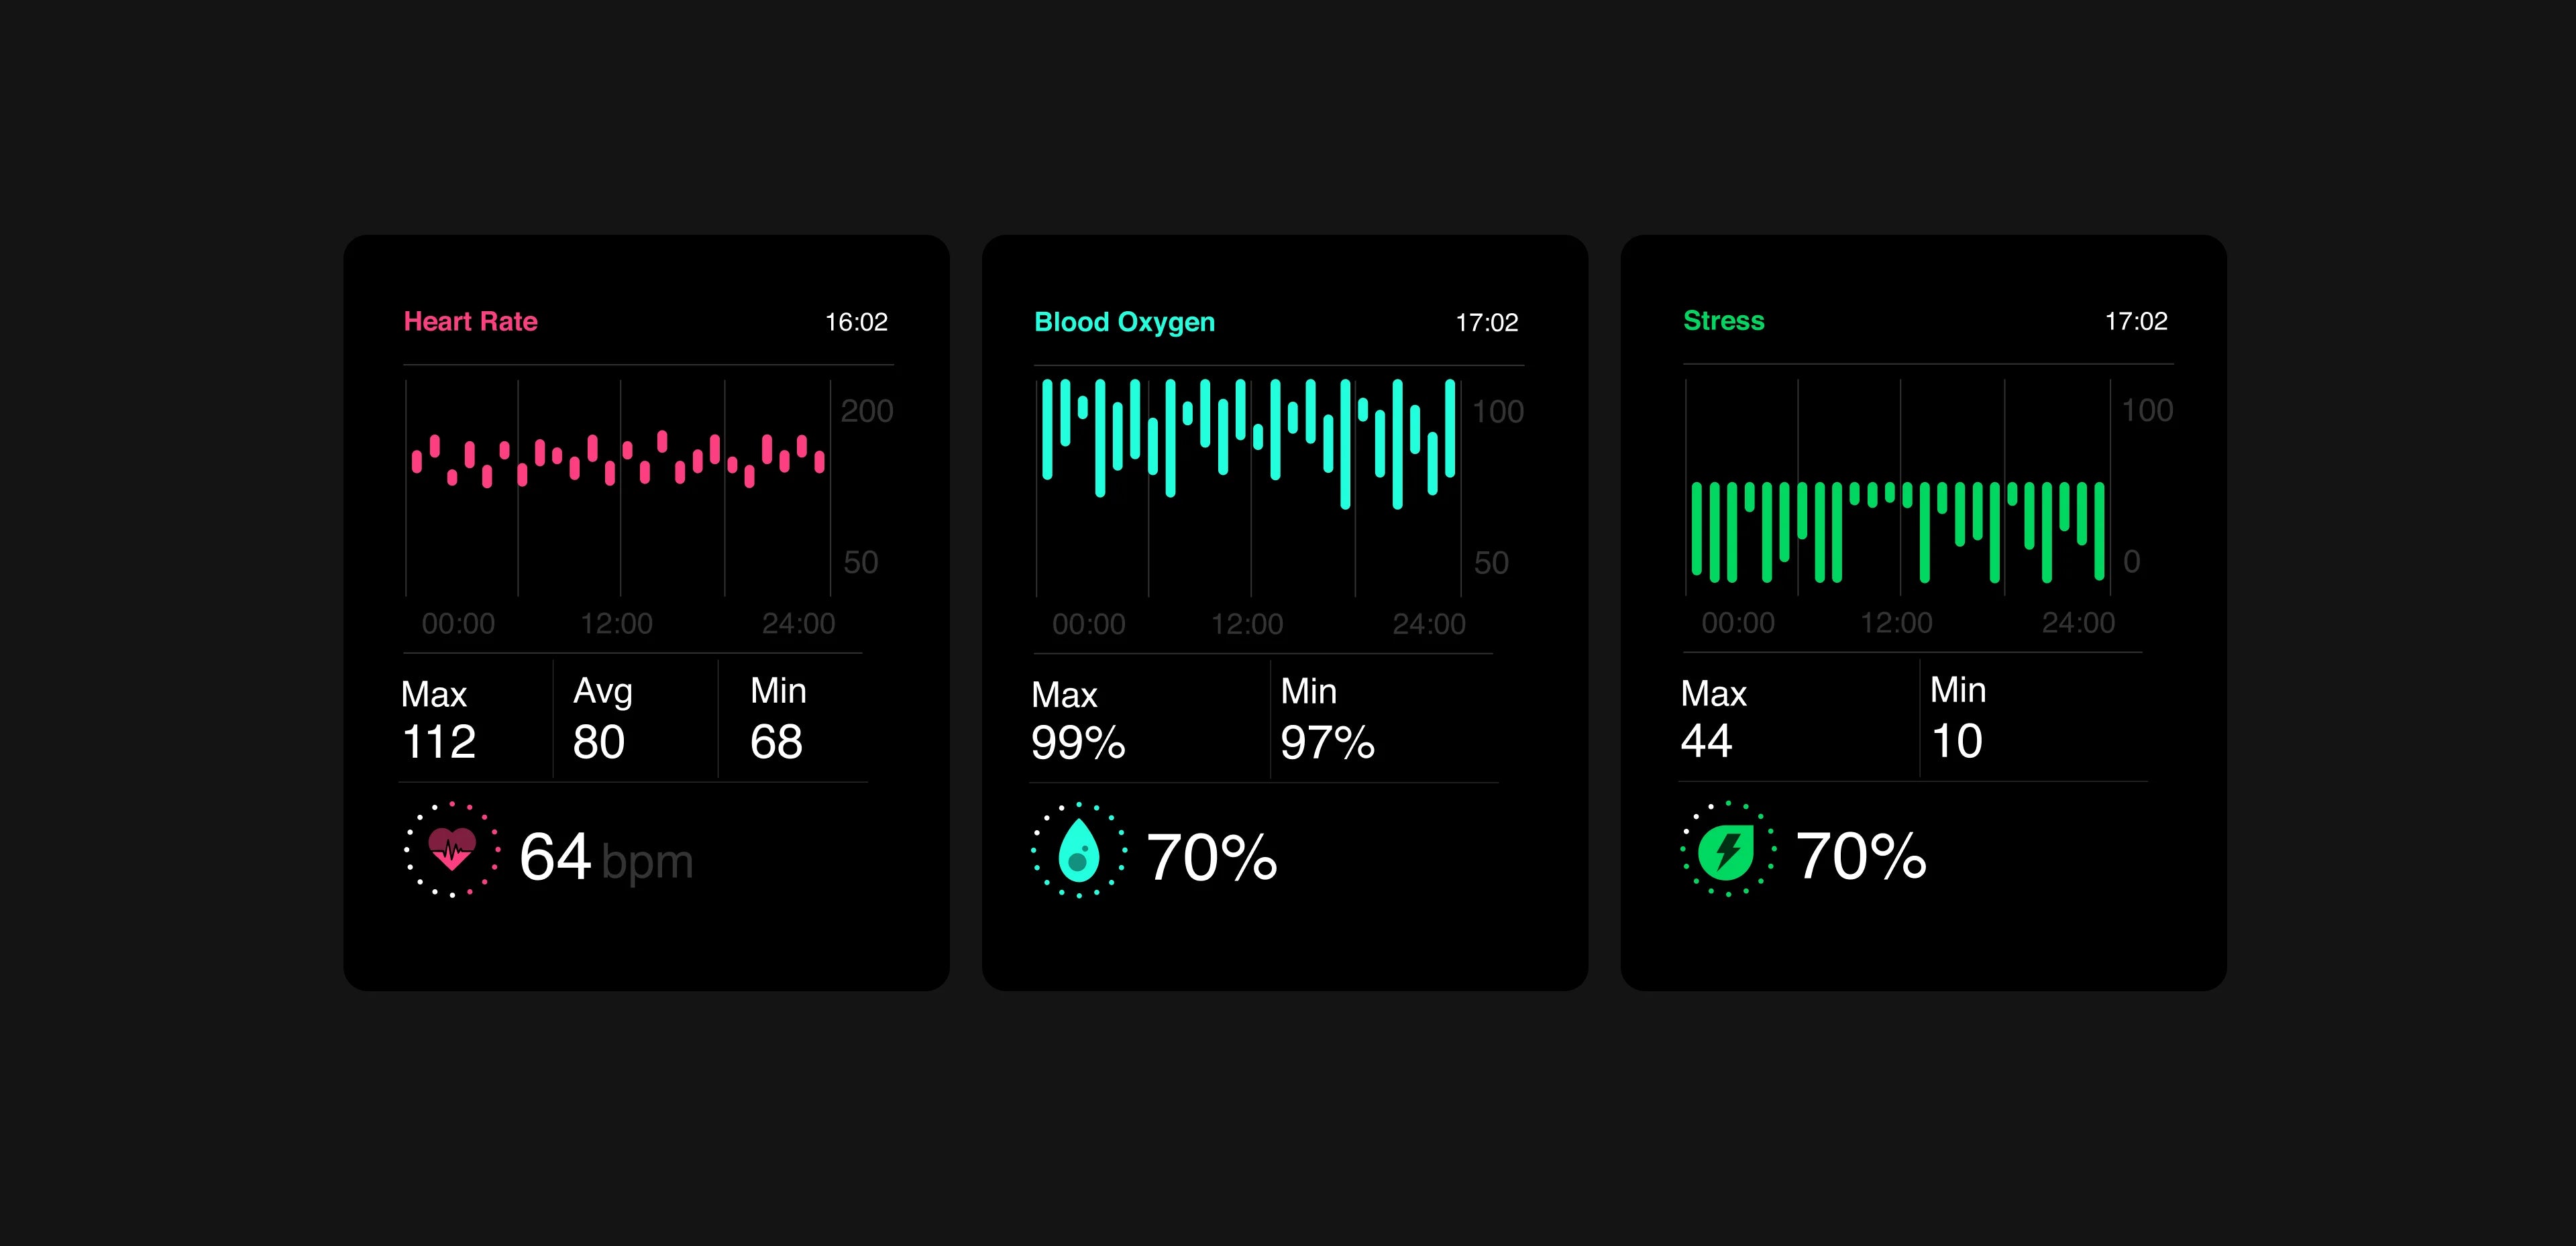 Heart Rate 16:02
200
50
00:00 12:00 24:00
Max Avg Min
112 80 68
64 bpm
Blood Oxygen 17:02
100
50
00:00 12:00 24:00
Max Min
99% 97%
70%
Stress 17:02
100
0
00:00 12:00 24:00
Max Min
44 10
70%